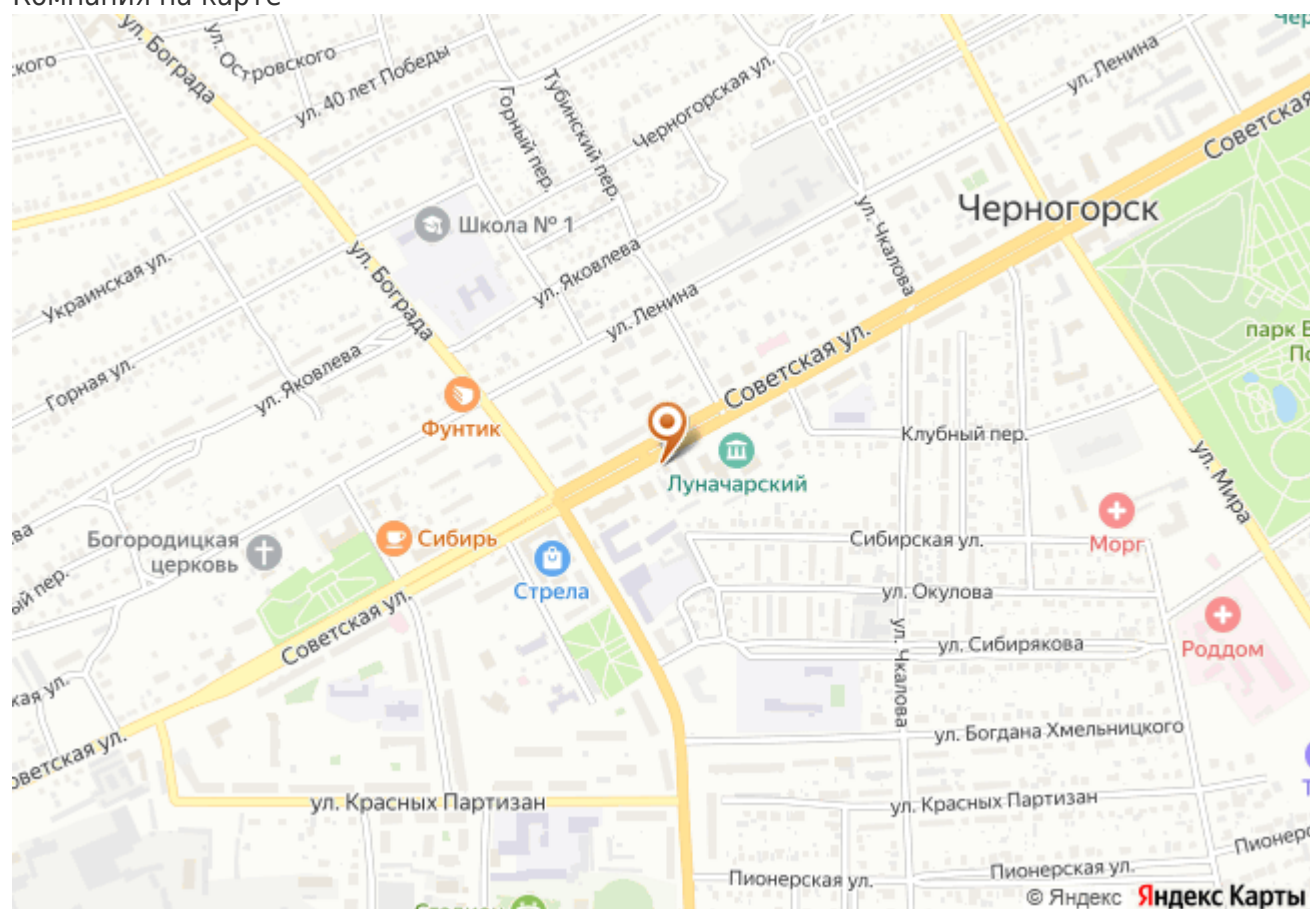 Компания на карте
ул. Бограда
ул. Островского
ул. 40 лет Победы
Горный пер.
Тубинский пер.
Черногорская ул.
ул. Ленина
Советская
Черногорск
Школа № 1
ул. Чкалова
ул. Яковлева
ул. Бограда
Украинская ул.
ул. Ленина
Советская ул.
Горная ул.
ул. Яковлева
Фунтик
Клубный пер.
ул. Мира
Луначарский
Богородицкая
церковь
Сибирь
Стрела
Сибирская ул.
Морг
ул. Окулова
Советская ул.
ул. Чкалова
ул. Сибирякова
Роддом
ул. Богдана Хмельницкого
ул. Красных Партизан
ул. Красных Партизан
Пионерская ул.
Пионерская ул.
© Яндекс Яндекс Карты